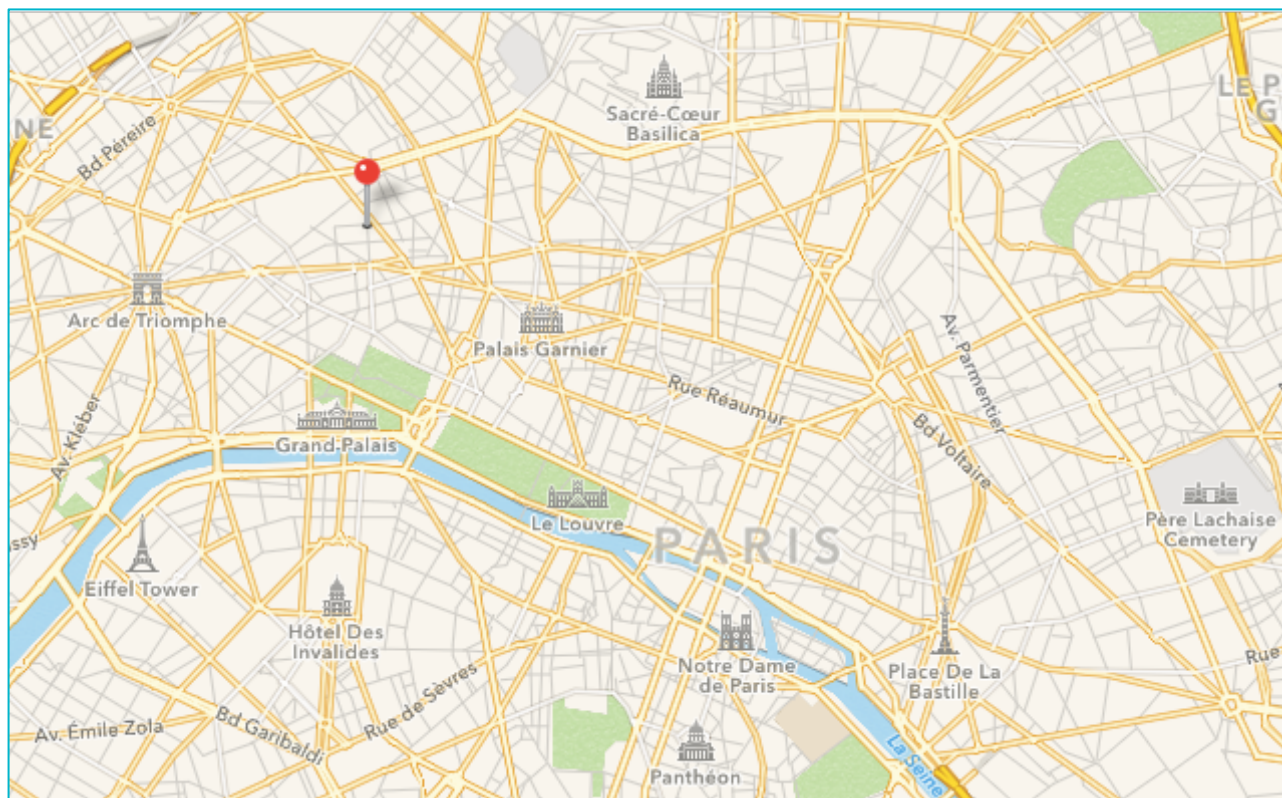 LE P
G
Sacré-Cœur
Basilica
NE
Bd Péreire
Arc de Triomphe
Palais Garnier
Av. Parmentier
Rue Réaumur
Av. Kléber
Grand-Palais
Bd Voltaire
Le Louvre
Père Lachaise
Cemetery
PARIS
ssy
Eiffel Tower
Hôtel Des
Invalides
Notre Dame
de Paris
Place De La
Bastille
Rue
Rue de Sèvres
Av. Émile Zola
Bd Garibaldi
Panthéon
La Seine